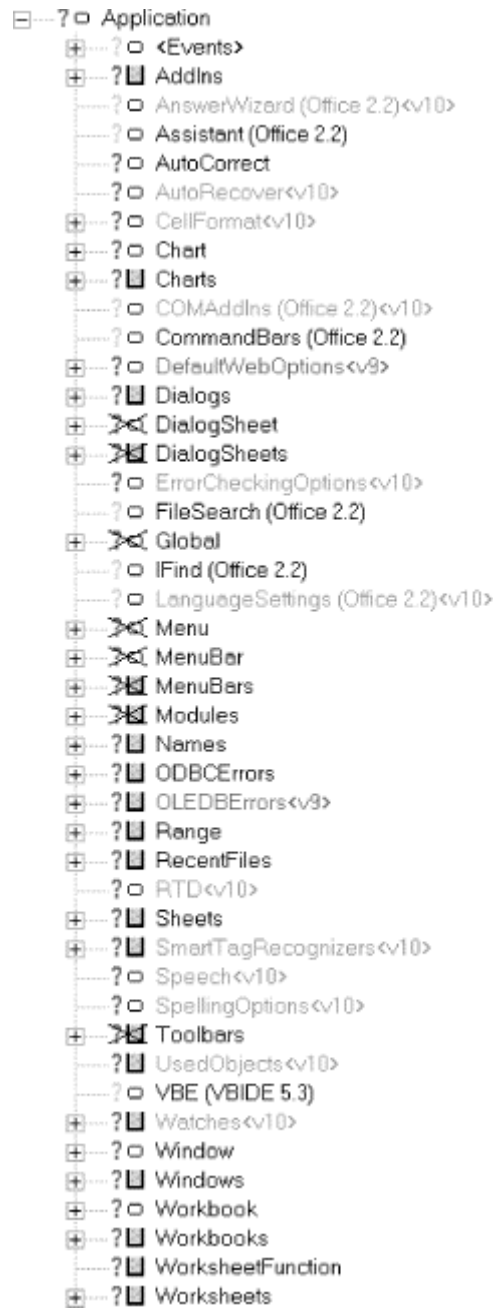 Application
<Events>
AddIns
AnswerWizard (Office 2.2)<v10>
Assistant (Office 2.2)
AutoCorrect
AutoRecover<v10>
CellFormat<v10>
Chart
Charts
COMAddIns (Office 2.2)<v10>
CommandBars (Office 2.2)
DefaultWebOptions<v9>
Dialogs
DialogSheet
DialogSheets
ErrorCheckingOptions<v10>
FileSearch (Office 2.2)
Global
IFind (Office 2.2)
LanguageSettings (Office 2.2)<v10>
Menu
MenuBar
MenuBars
Modules
Names
ODBCErrors
OLEDBErrors<v9>
Range
RecentFiles
RTD<v10>
Sheets
SmartTagRecognizers<v10>
Speech<v10>
SpellingOptions<v10>
Toolbars
UsedObjects<v10>
VBE (VBIDE 5.3)
Watches<v10>
Window
Windows
Workbook
Workbooks
WorksheetFunction
Worksheets